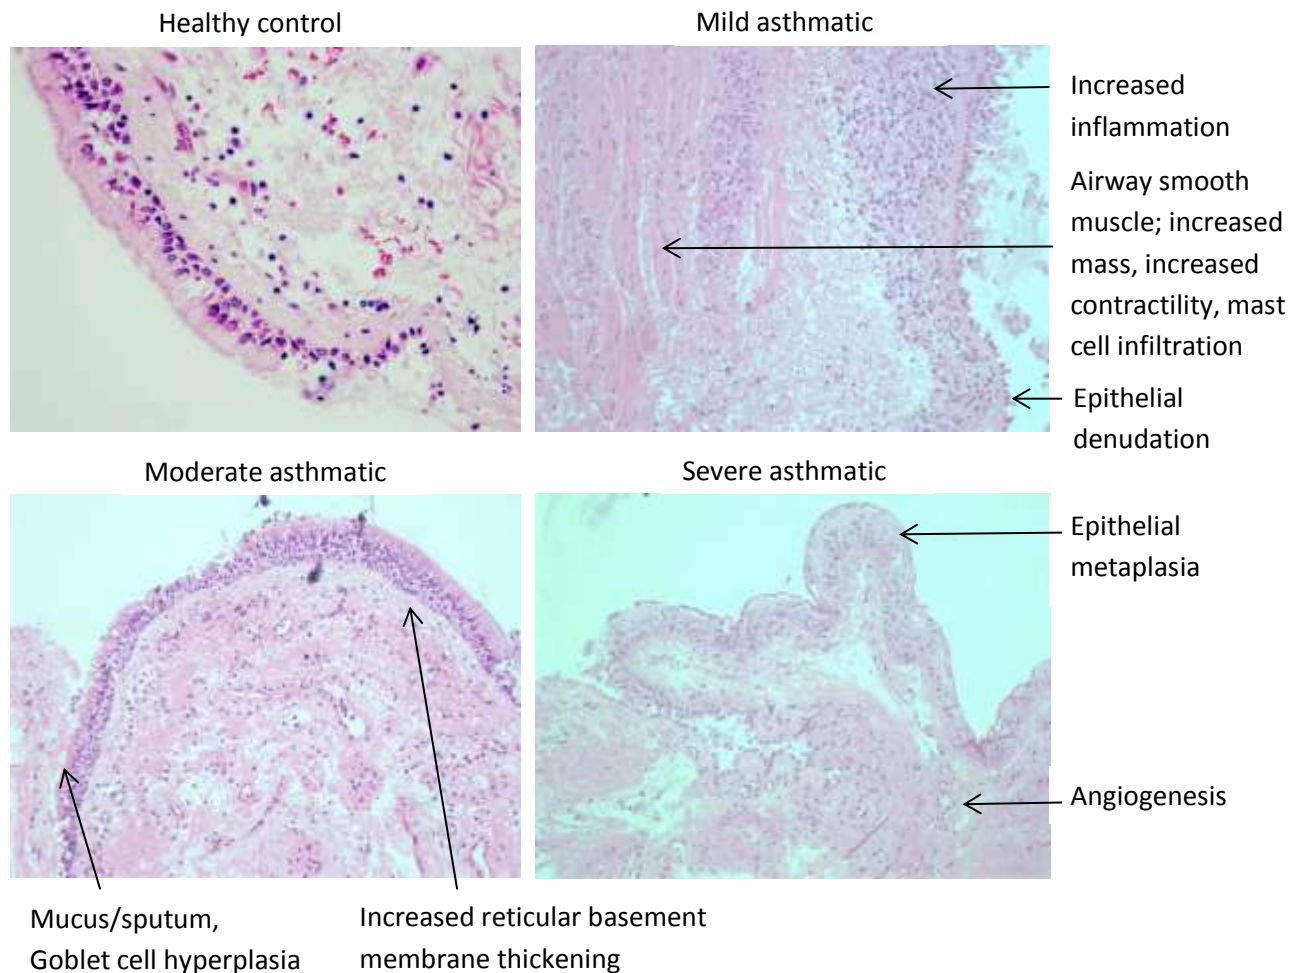 Healthy control
Mild asthmatic
Increased
inflammation
Airway smooth
muscle; increased
mass, increased
contractility, mast
cell infiltration
Epithelial
denudation
Moderate asthmatic
Severe asthmatic
Epithelial
metaplasia
Angiogenesis
Mucus/sputum,
Goblet cell hyperplasia
Increased reticular basement
membrane thickening